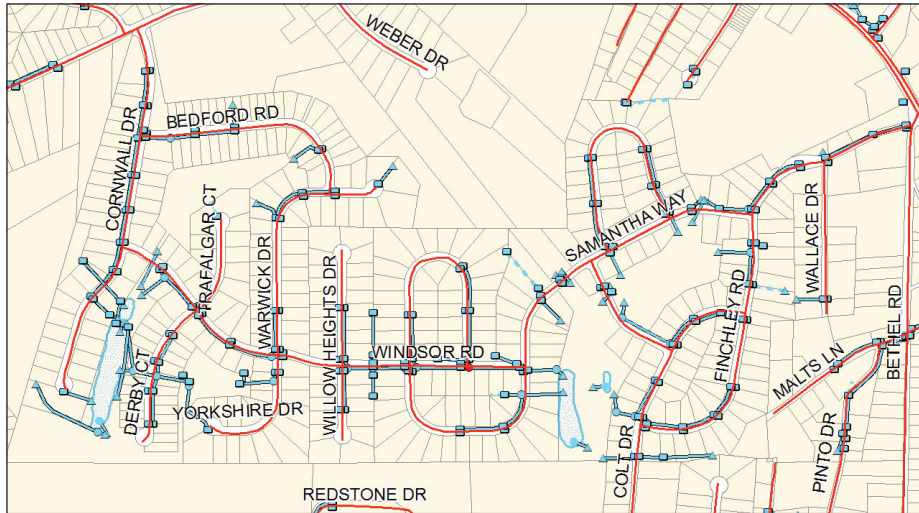 WEBER DR
BEDFORD RD
CORNWALL DR
TRAFALGAR CT
WARWICK DR
WILLOW HEIGHTS DR
SAMANTHA WAY
WALLACE DR
FINCHLEY RD
BETHEL RD
WINDSOR RD
MALTS LN
DERBY CT
YORKSHIRE DR
COLT DR
PINTO DR
REDSTONE DR